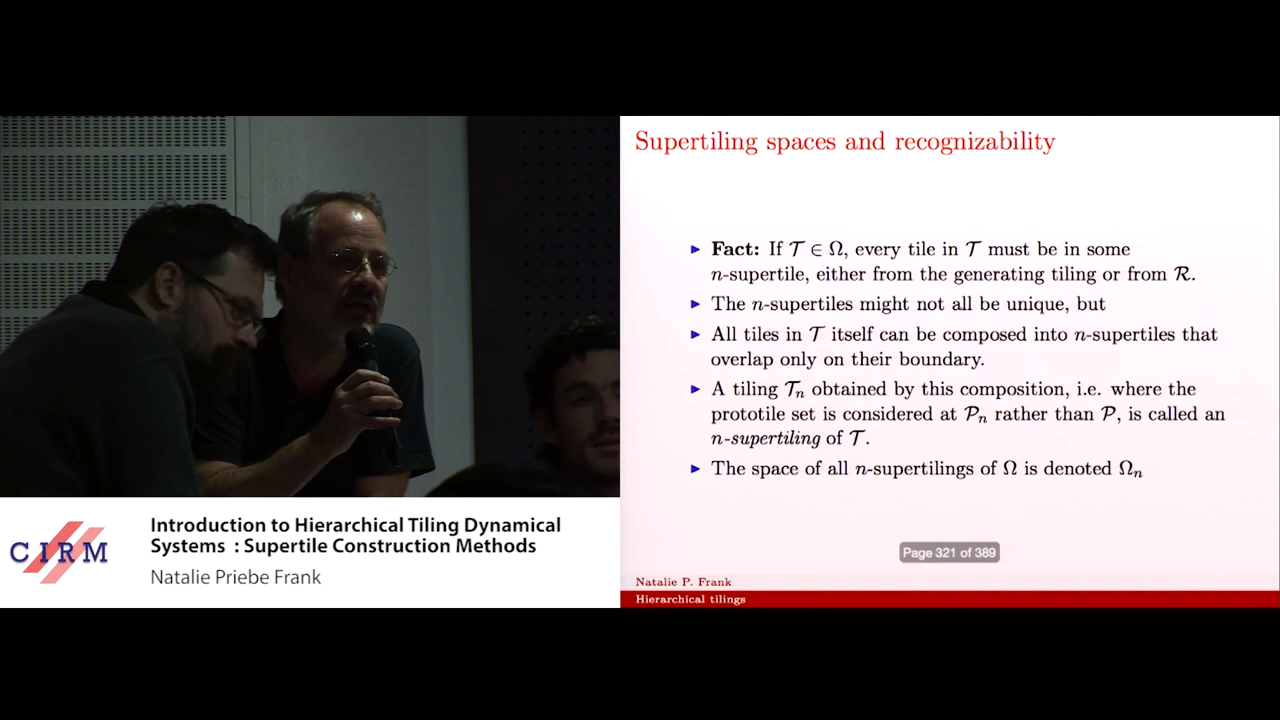 Supertiling spaces and recognizability
► Fact: If 𝒯 ∈ Ω, every tile in 𝒯 must be in some
n-supertile, either from the generating tiling or from ℛ.
► The n-supertiles might not all be unique, but
► All tiles in 𝒯 itself can be composed into n-supertiles that
overlap only on their boundary.
► A tiling 𝒯ₙ obtained by this composition, i.e. where the
prototile set is considered at 𝒫ₙ rather than 𝒫, is called an
n-supertiling of 𝒯.
► The space of all n-supertilings of Ω is denoted Ωₙ
Page 321 of 389
Natalie P. Frank
Hierarchical tilings
CIRM
Introduction to Hierarchical Tiling Dynamical
Systems : Supertile Construction Methods
Natalie Priebe Frank